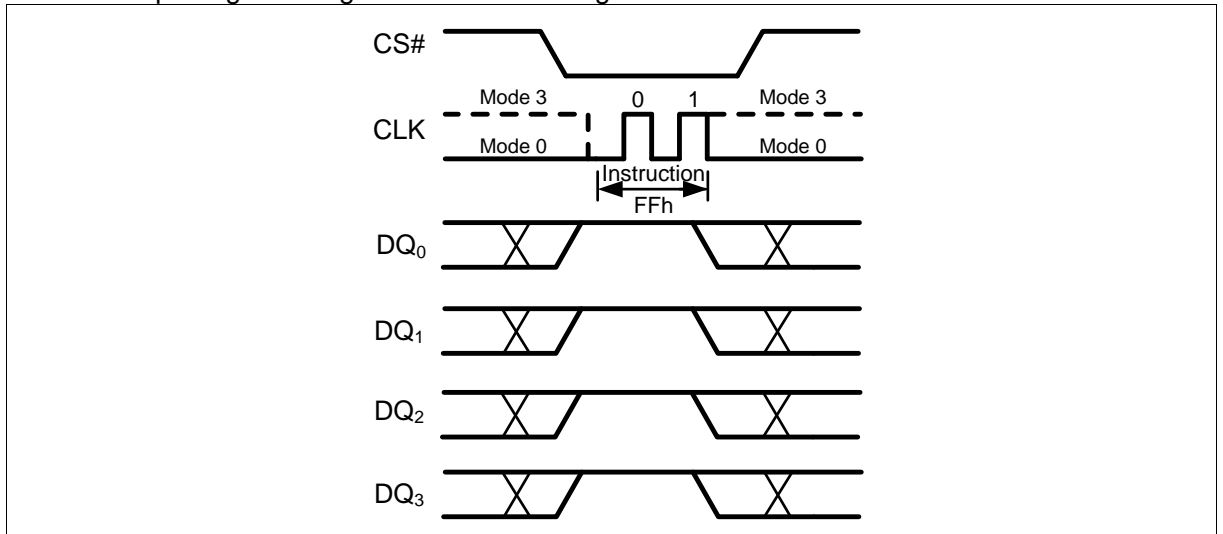 CS#
Mode 3 0 1 Mode 3
CLK
Mode 0 Mode 0
Instruction
FFh
DQ0
DQ1
DQ2
DQ3